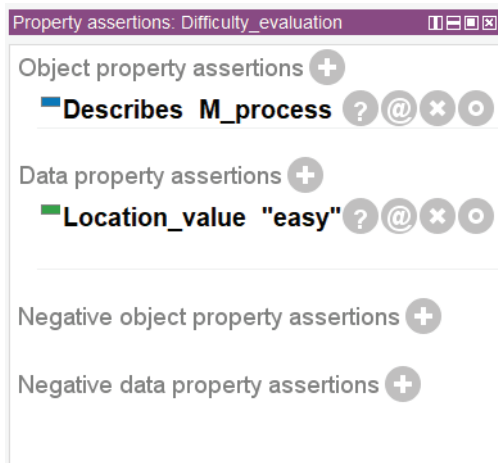 Property assertions: Difficulty_evaluation
Object property assertions
Describes M_process
Data property assertions
Location_value "easy"
Negative object property assertions
Negative data property assertions